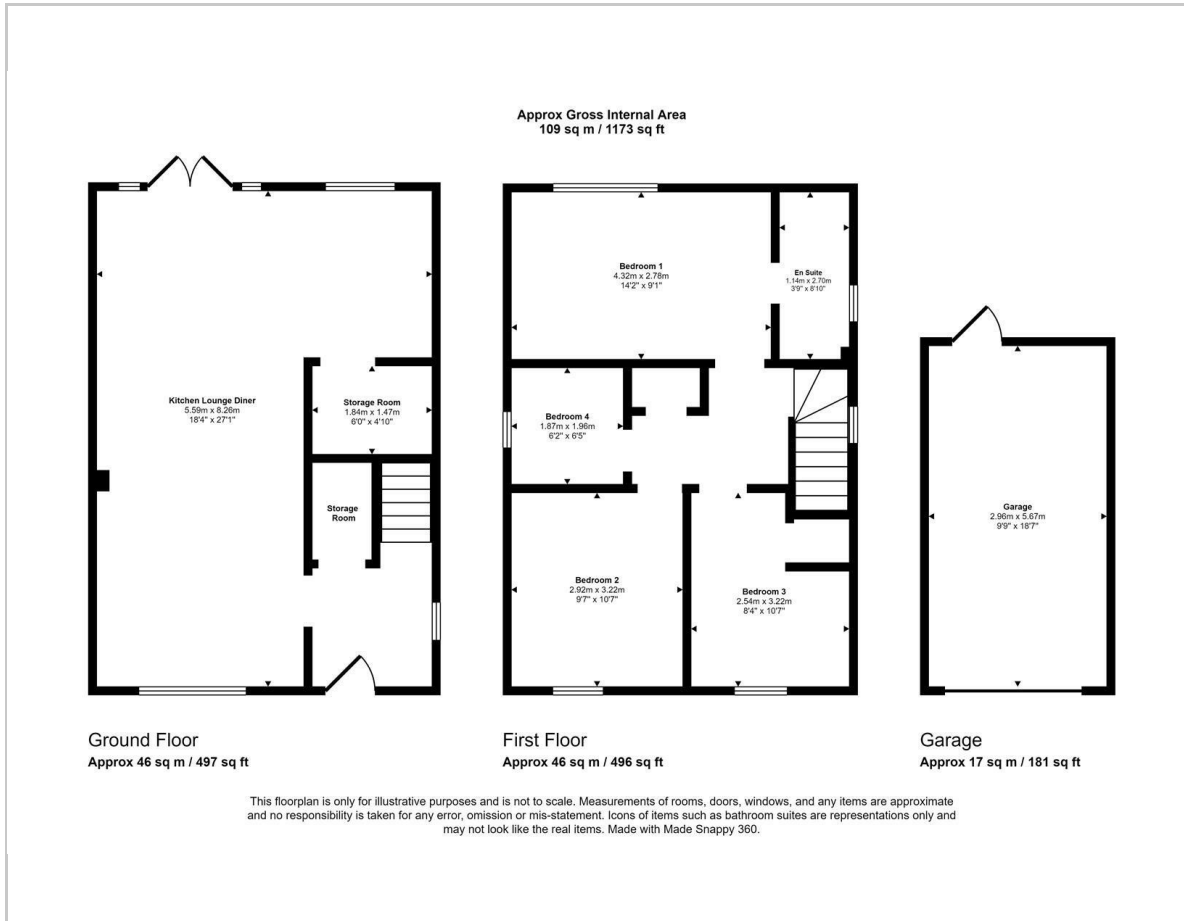 Approx Gross Internal Area
109 sq m / 1173 sq ft
Kitchen Lounge Diner
5.59m x 8.26m
18'4" x 27'1"
Storage Room
1.84m x 1.47m
6'0" x 4'10"
Storage
Room
Bedroom 1
4.32m x 2.78m
14'2" x 9'1"
En Suite
1.14m x 2.70m
3'9" x 8'10"
Bedroom 4
1.87m x 1.96m
6'2" x 6'5"
Bedroom 2
2.92m x 3.22m
9'7" x 10'7"
Bedroom 3
2.54m x 3.22m
8'4" x 10'7"
Garage
2.96m x 5.67m
9'9" x 18'7"
Ground Floor
Approx 46 sq m / 497 sq ft
First Floor
Approx 46 sq m / 496 sq ft
Garage
Approx 17 sq m / 181 sq ft
This floorplan is only for illustrative purposes and is not to scale. Measurements of rooms, doors, windows, and any items are approximate
and no responsibility is taken for any error, omission or mis-statement. Icons of items such as bathroom suites are representations only and
may not look like the real items. Made with Made Snappy 360.